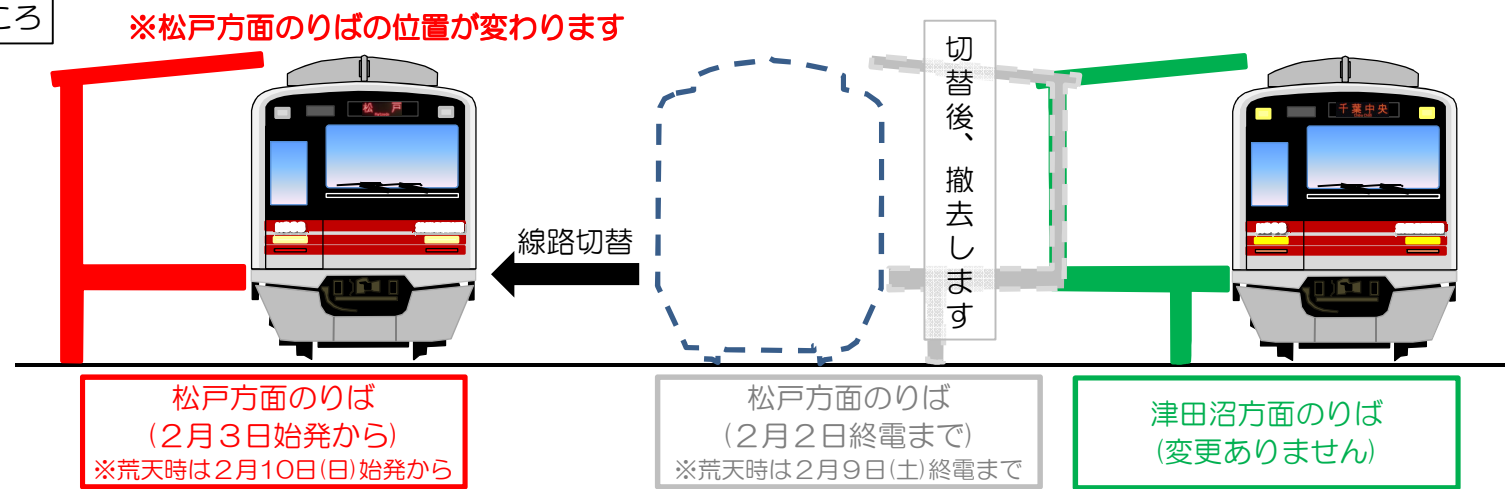 ころ
※松戸方面のりばの位置が変わります
松戸
千葉中央
切替後、撤去します
線路切替
松戸方面のりば
(2月3日始発から)
※荒天時は2月10日(日)始発から
松戸方面のりば
(2月2日終電まで)
※荒天時は2月9日(土)終電まで
津田沼方面のりば
(変更ありません)